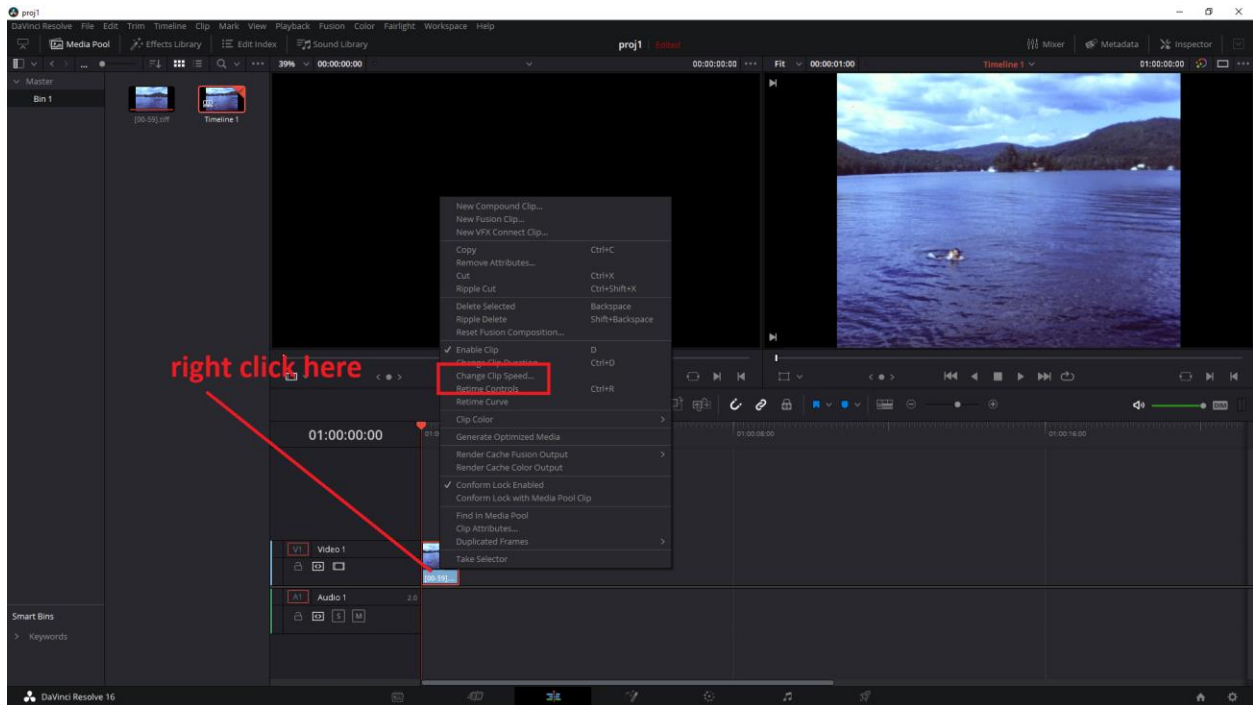 proj1
DaVinci Resolve File Edit Trim Timeline Clip Mark View Playback Fusion Color Fairlight Workspace Help
Media Pool Effects Library Edit Index Sound Library proj1 Edited Mixer Metadata Inspector
... 39% 00:00:00:00 00:00:00:00 ... Fit 00:00:01:00 Timeline 1 01:00:00:00 ...
Master
Bin 1
[00-59].tiff Timeline 1
New Compound Clip...
New Fusion Clip...
New VFX Connect Clip...
Copy Ctrl+C
Remove Attributes...
Cut Ctrl+X
Ripple Cut Ctrl+Shift+X
Delete Selected Backspace
Ripple Delete Shift+Backspace
Reset Fusion Composition...
Enable Clip D
Change Clip Duration... Ctrl+D
Change Clip Speed...
Retime Controls Ctrl+R
Retime Curve
Clip Color
Generate Optimized Media
Render Cache Fusion Output
Render Cache Color Output
Conform Lock Enabled
Conform Lock with Media Pool Clip
Find In Media Pool
Clip Attributes...
Duplicated Frames
Take Selector
right click here
DIM
01:00:00:00 01:00:08:00 01:00:16:00
V1 Video 1
[00-59]....
A1 Audio 1 2.0
S M
Smart Bins
Keywords
DaVinci Resolve 16